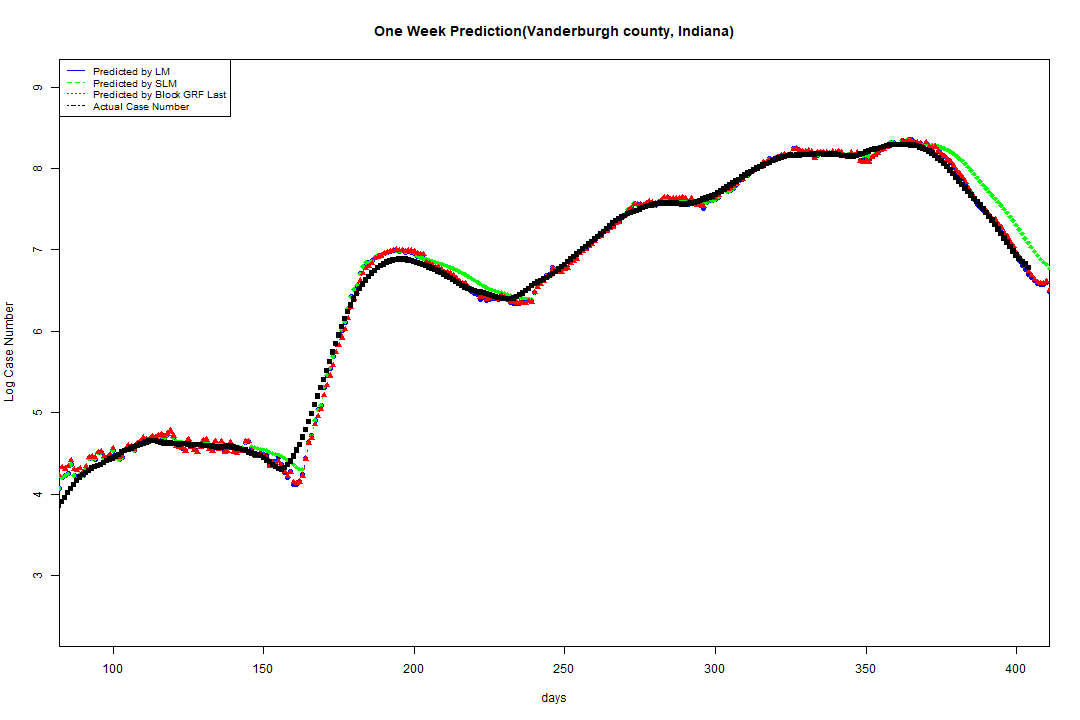 One Week Prediction(Vanderburgh county, Indiana)
Predicted by LM
Predicted by SLM
Predicted by Block GRF Last
Actual Case Number
Log Case Number
9
8
7
6
5
4
3
100 150 200 250 300 350 400
days